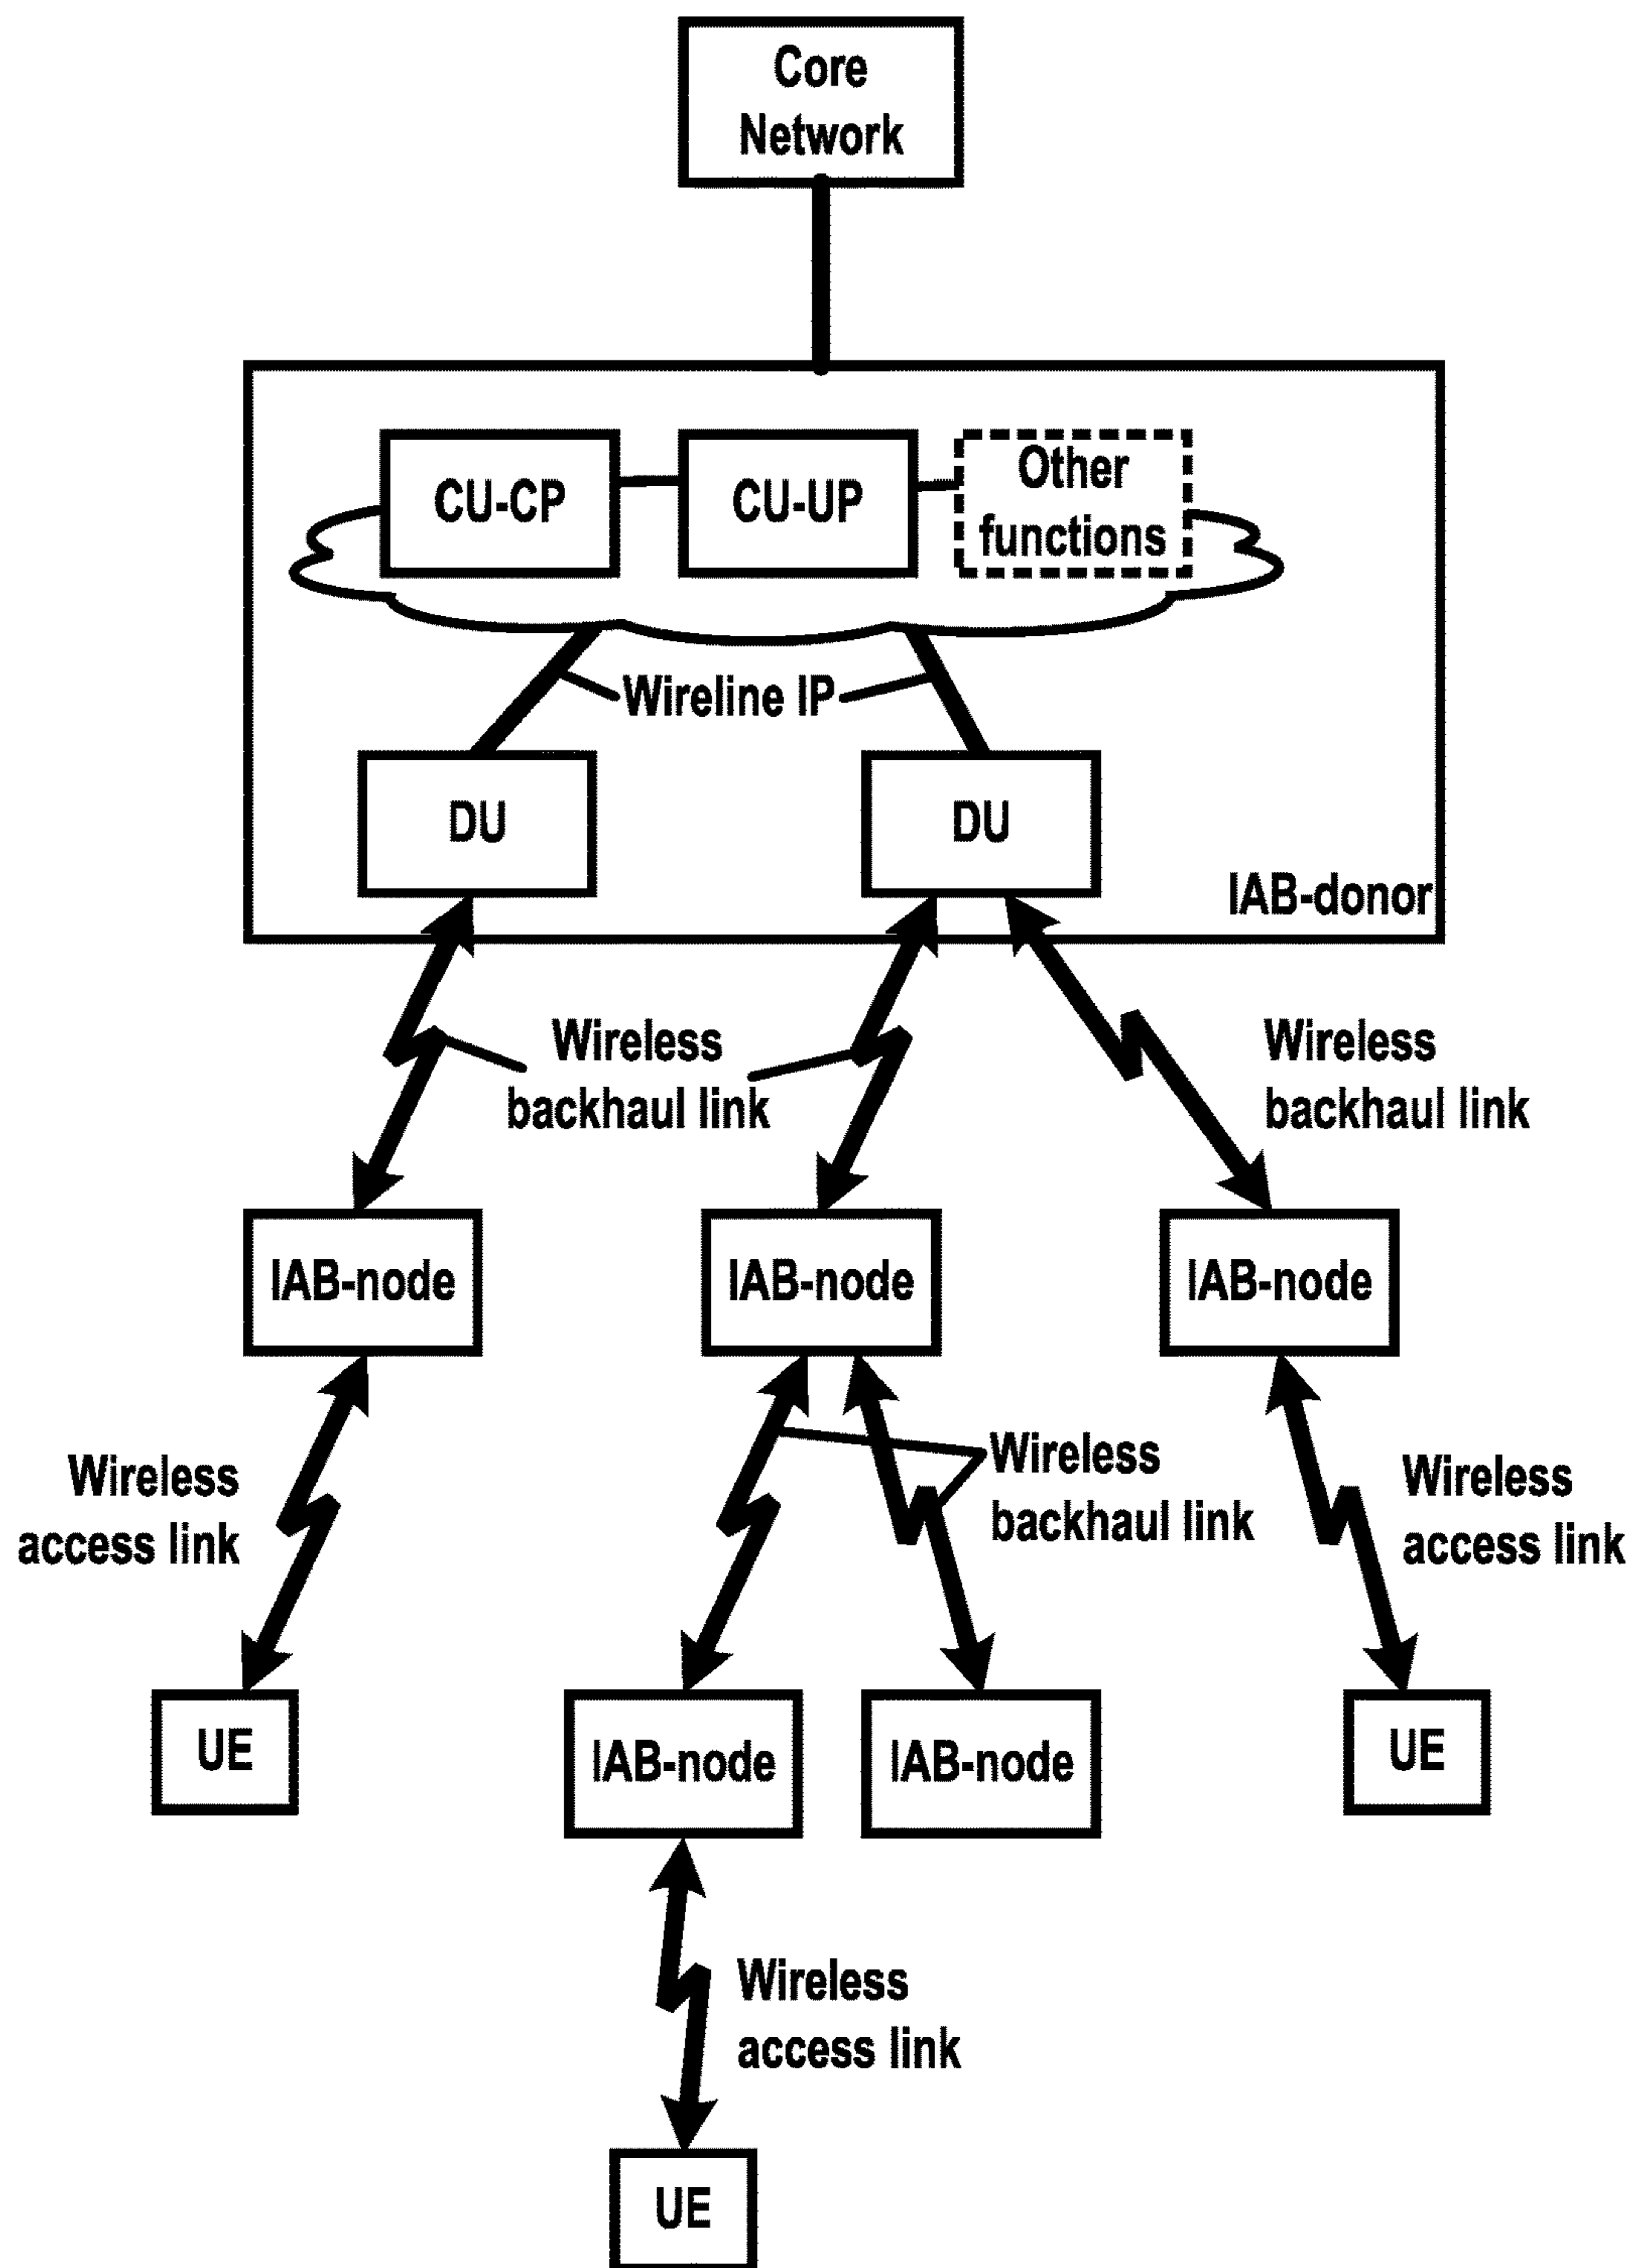 Core
Network
CU-CP
CU-UP
Other
functions
Wireline IP
DU
DU
IAB-donor
Wireless
backhaul link
Wireless
backhaul link
IAB-node
IAB-node
IAB-node
Wireless
access link
Wireless
backhaul link
Wireless
access link
UE
IAB-node
IAB-node
UE
Wireless
access link
UE